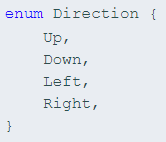 enum Direction {
    Up,
    Down,
    Left,
    Right,
}